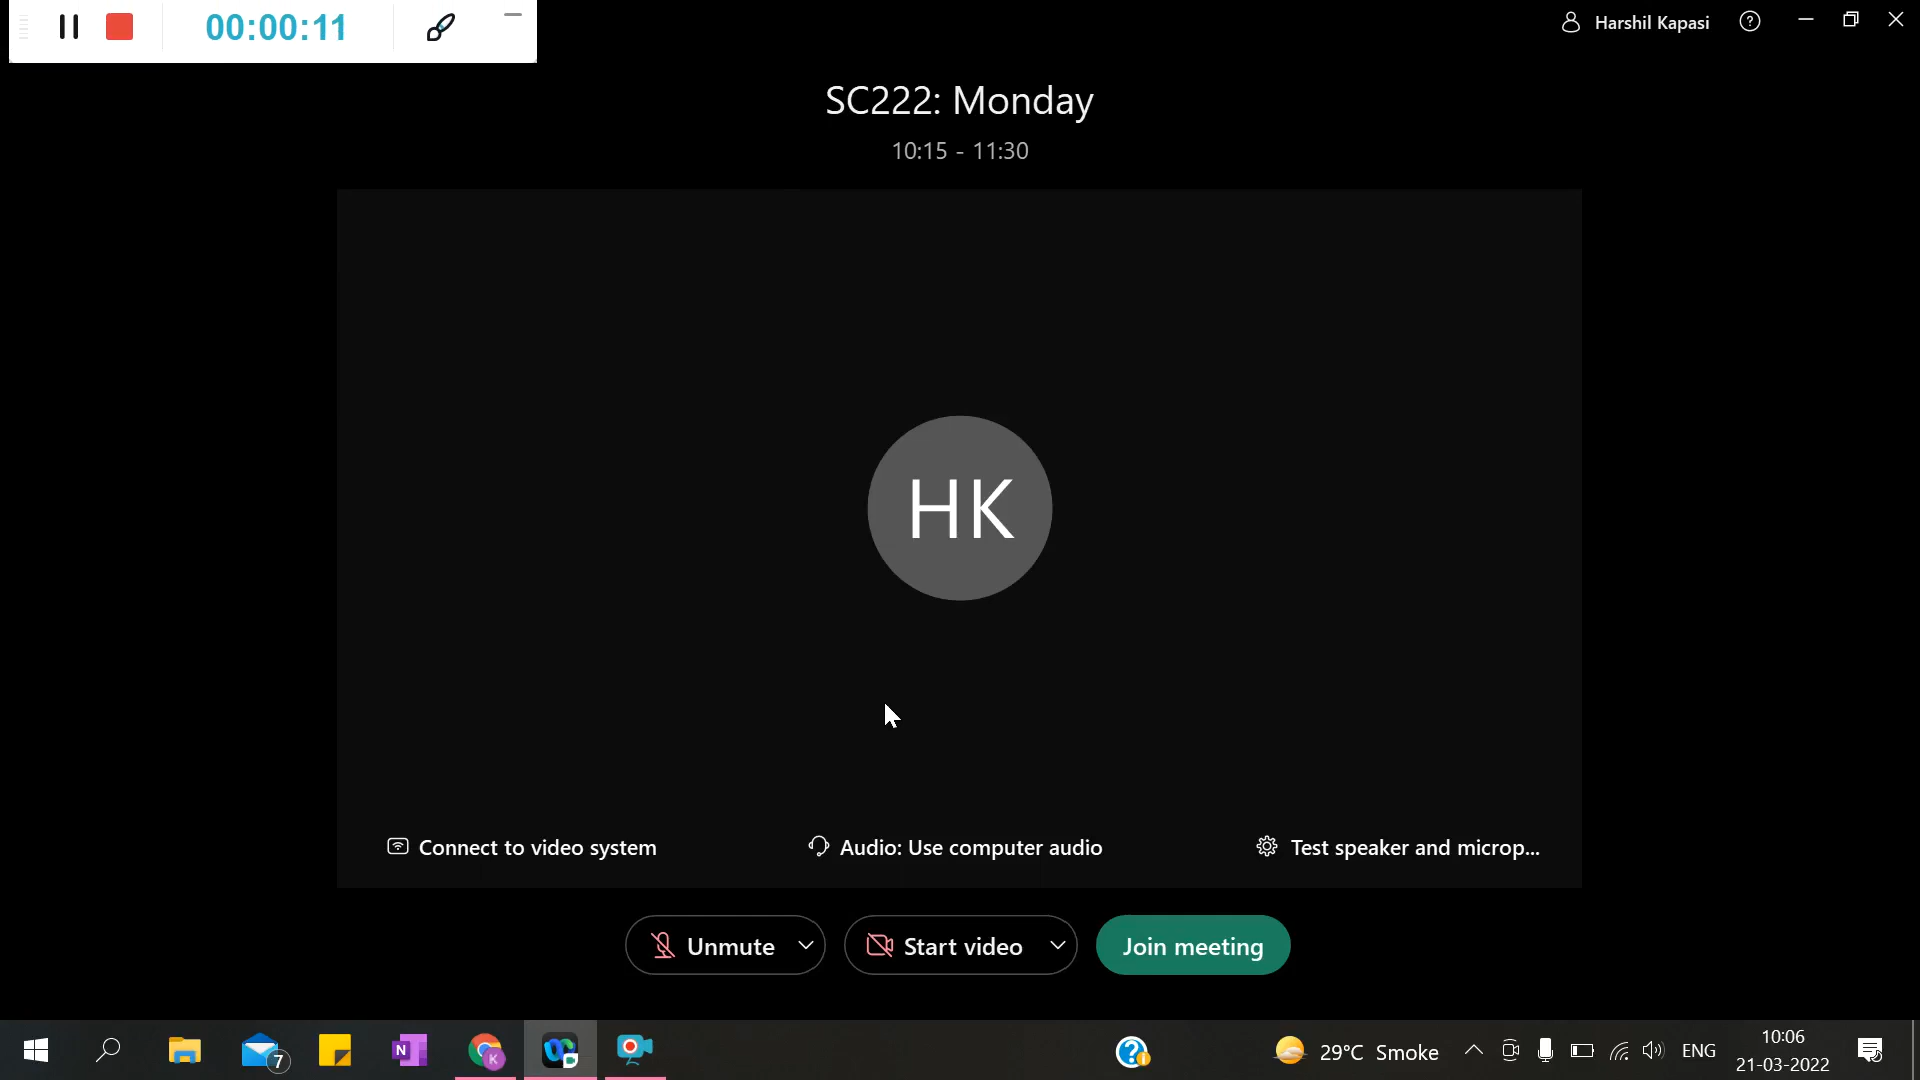 00:00:11
Harshil Kapasi
SC222: Monday
10:15 - 11:30
HK
Connect to video system
Audio: Use computer audio
Test speaker and microp...
Unmute
Start video
Join meeting
7
N
K
29°C Smoke
ENG
10:06
21-03-2022